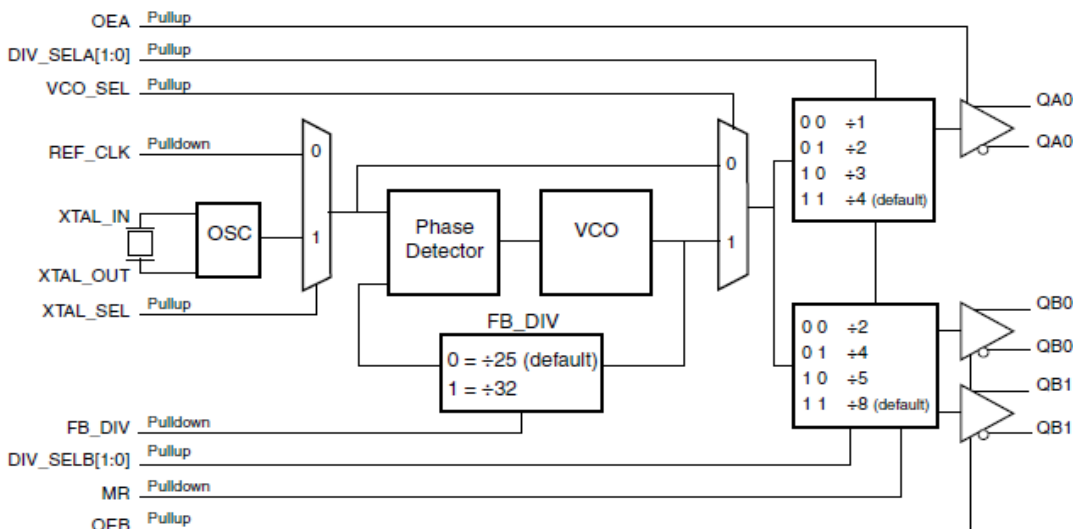 OEA Pullup
DIV_SELA[1:0] Pullup
VCO_SEL Pullup
REF_CLK Pulldown
XTAL_IN
OSC
XTAL_OUT
XTAL_SEL Pullup
0
1
Phase
Detector
VCO
FB_DIV
0 = ÷25 (default)
1 = ÷32
0
1
0 0 ÷1
0 1 ÷2
1 0 ÷3
1 1 ÷4 (default)
QA0
QA0
0 0 ÷2
0 1 ÷4
1 0 ÷5
1 1 ÷8 (default)
QB0
QB0
QB1
QB1
FB_DIV Pulldown
DIV_SELB[1:0] Pullup
MR Pulldown
OEB Pullup